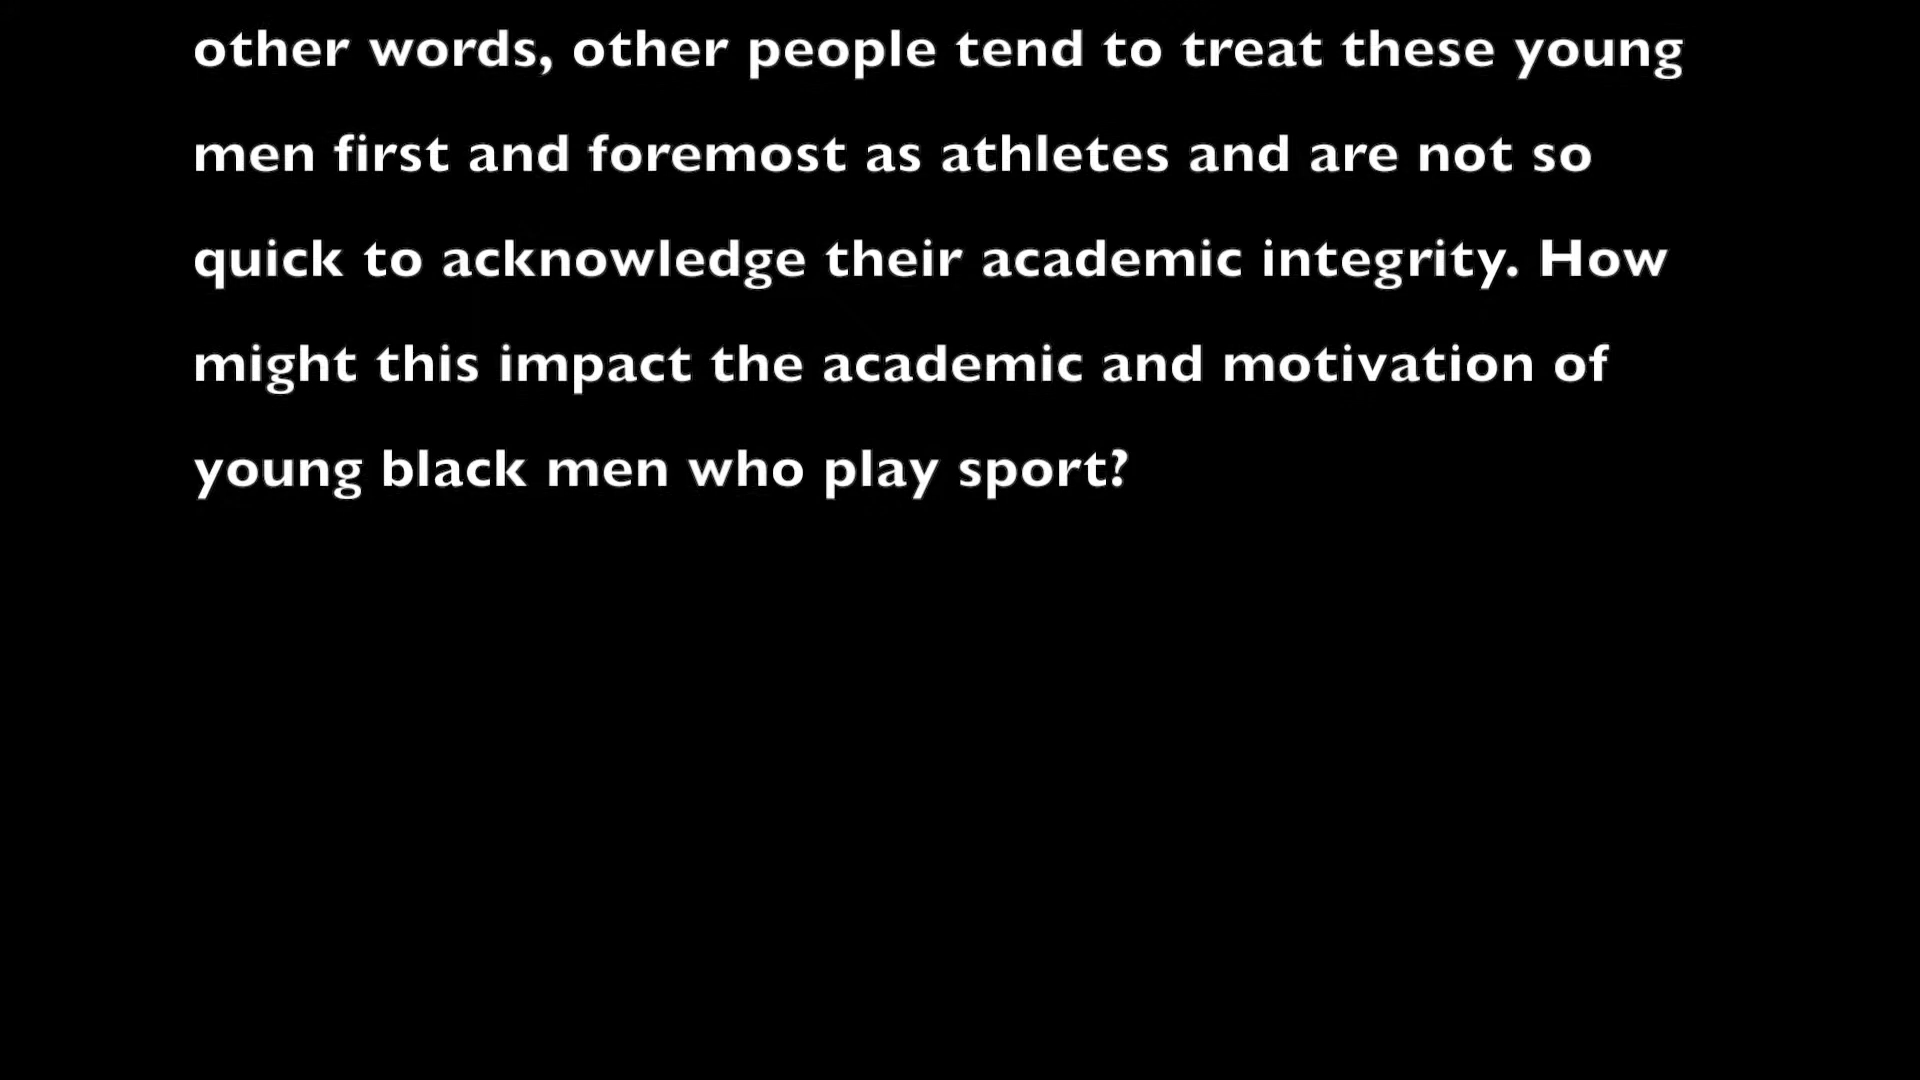 other words, other people tend to treat these young
men first and foremost as athletes and are not so
quick to acknowledge their academic integrity. How
might this impact the academic and motivation of
young black men who play sport?